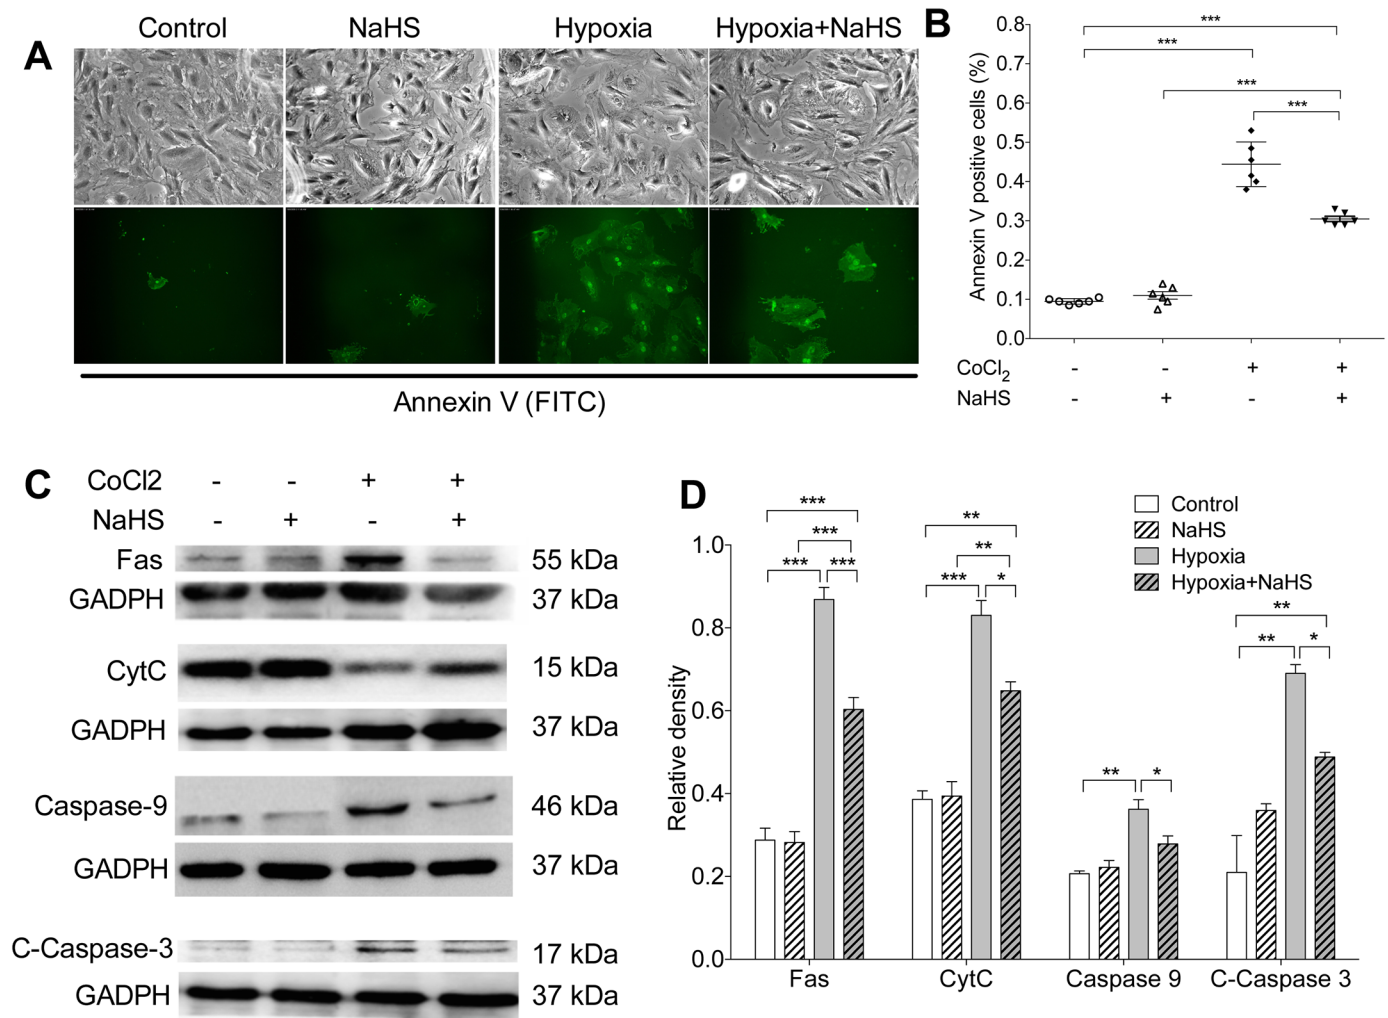 A
Control NaHS Hypoxia Hypoxia+NaHS
Annexin V (FITC)
B
Annexin V positive cells (%)
0.8
0.7
0.6
0.5
0.4
0.3
0.2
0.1
0.0
*** 
***
***
***
CoCl2 - - + +
NaHS - + - +
C
CoCl2 - - + +
NaHS - + - +
Fas 55 kDa
GADPH 37 kDa
CytC 15 kDa
GADPH 37 kDa
Caspase-9 46 kDa
GADPH 37 kDa
C-Caspase-3 17 kDa
GADPH 37 kDa
D
Control
NaHS
Hypoxia
Hypoxia+NaHS
Relative density
1.0
0.8
0.6
0.4
0.2
0.0
***
***
*** ***
**
**
*** *
** *
**
** *
Fas CytC Caspase 9 C-Caspase 3